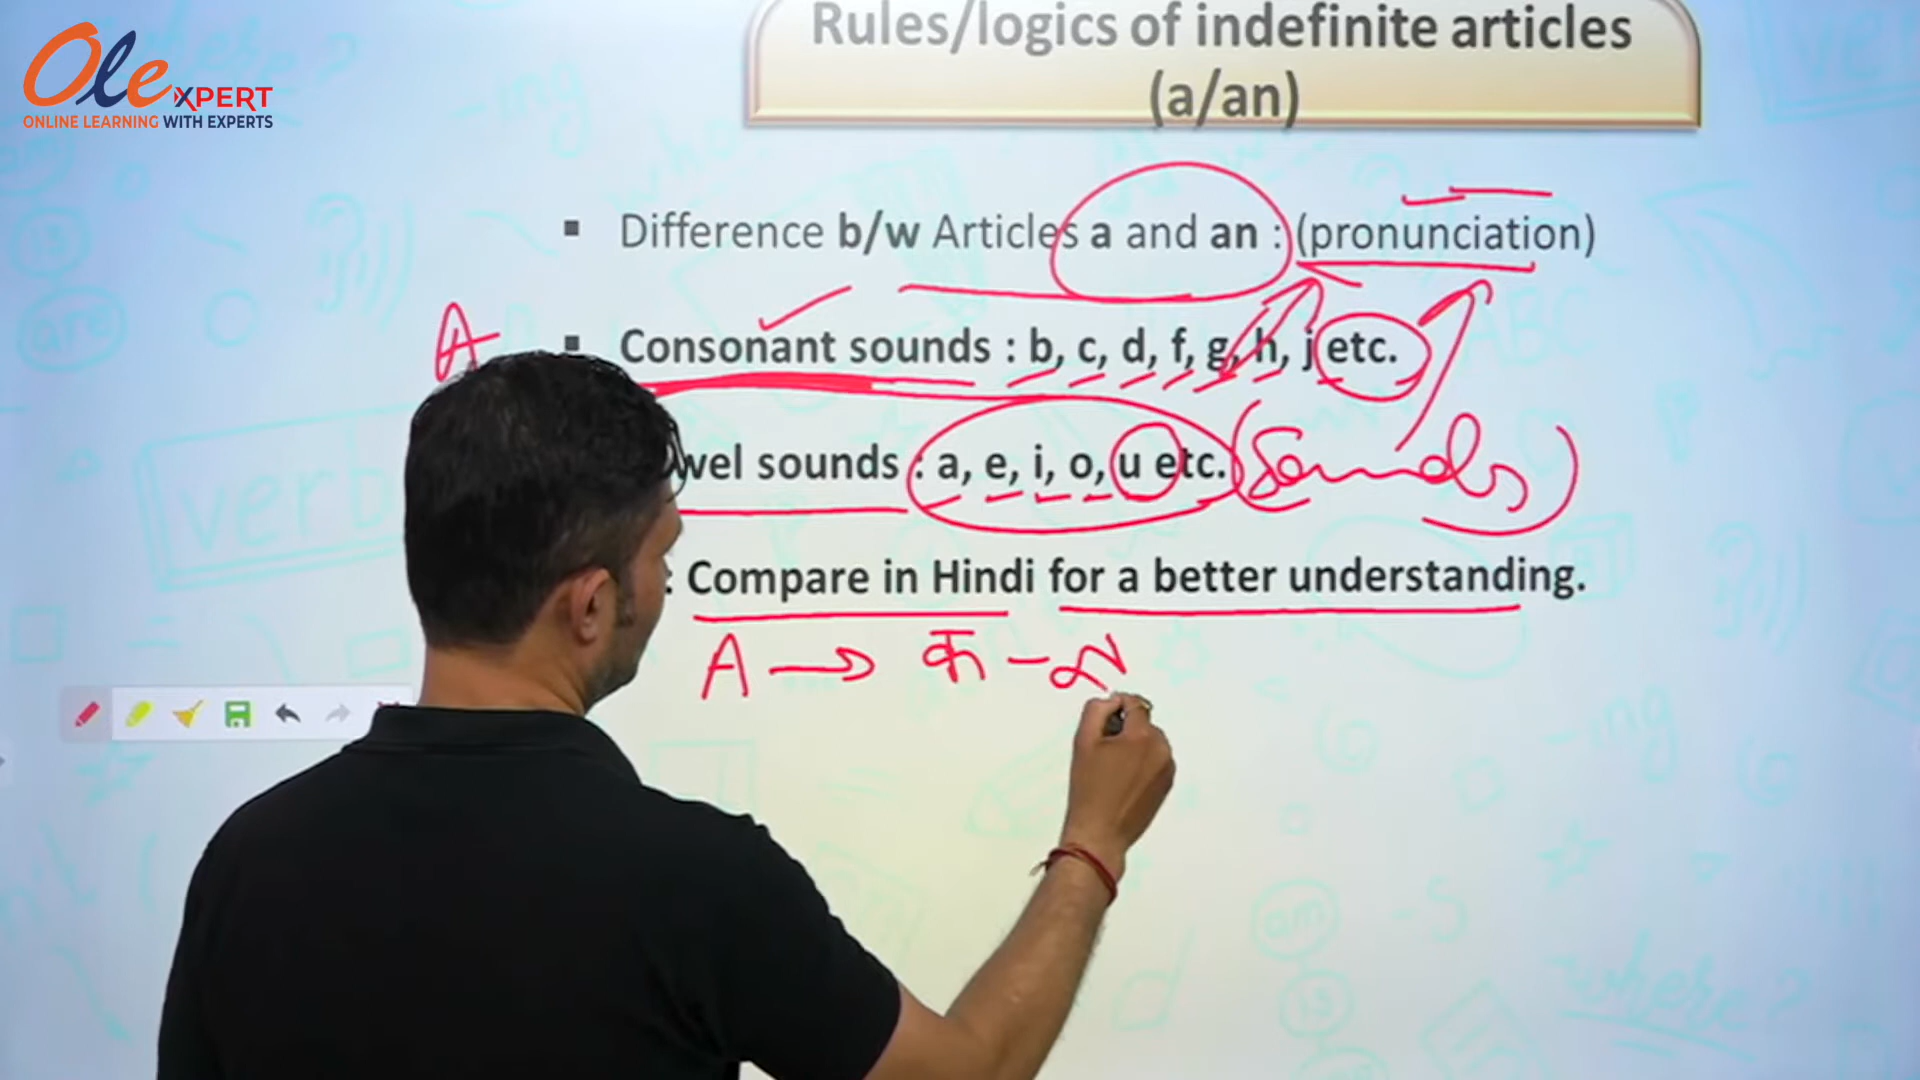 Ole XPERT
ONLINE LEARNING WITH EXPERTS
Rules/logics of indefinite articles
(a/an)
▪ Difference b/w Articles a and an : (pronunciation)
A
▪ Consonant sounds : b, c, d, f, g, h, j etc.
wel sounds : a, e, i, o, u etc. (Sounds)
: Compare in Hindi for a better understanding.
A → क -